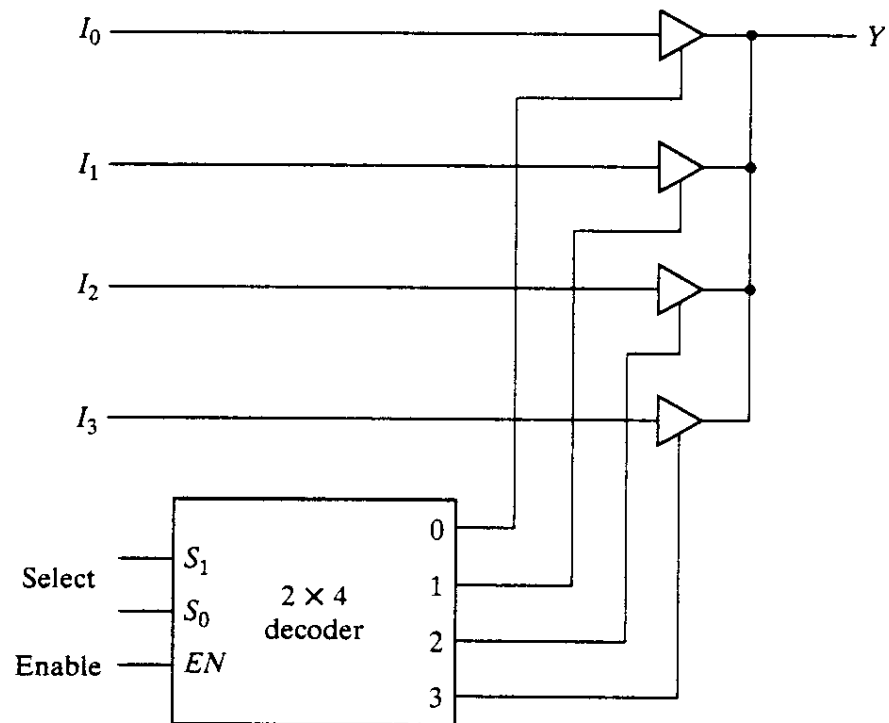 I₀
Y
I₁
I₂
I₃
Select
Enable
S₁
S₀
EN
2 × 4
decoder
0
1
2
3